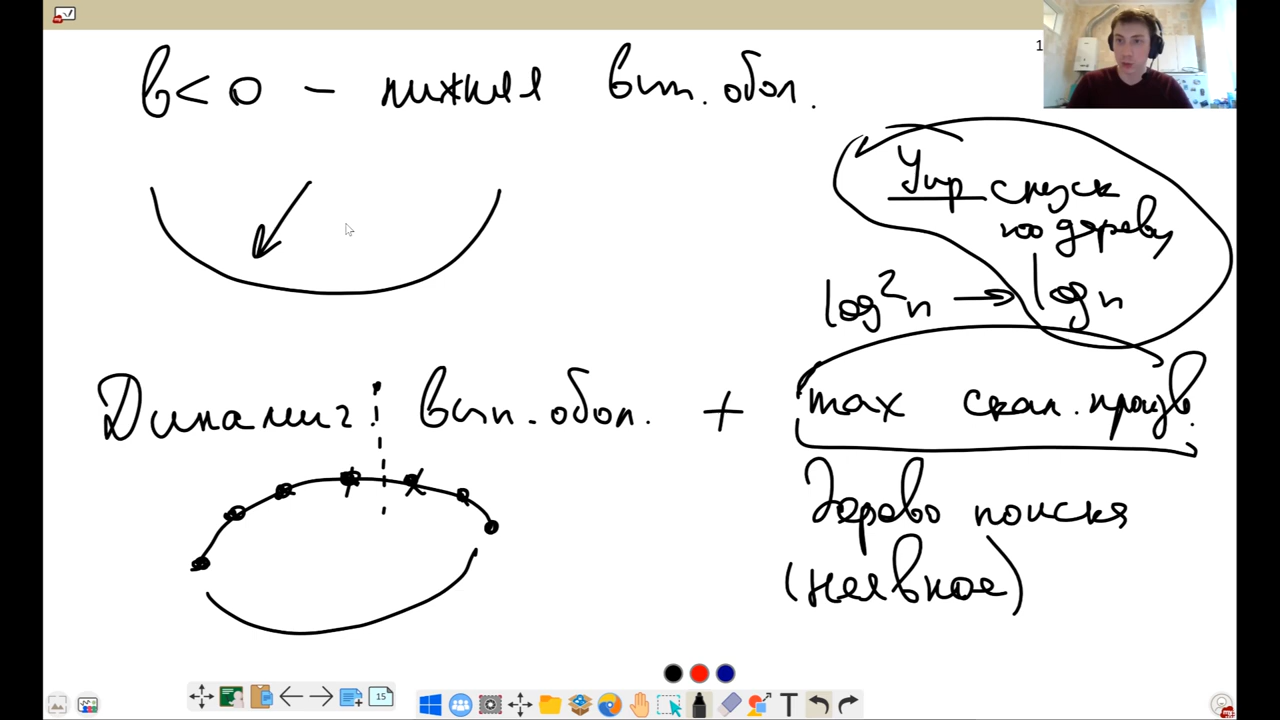 b < 0 – нижняя вып. обол.
Упр спуск
по дереву
log²n → log n
Динамич. вып. обол. + max скал. произв.
Дерево поиска
(неявное)
15
T